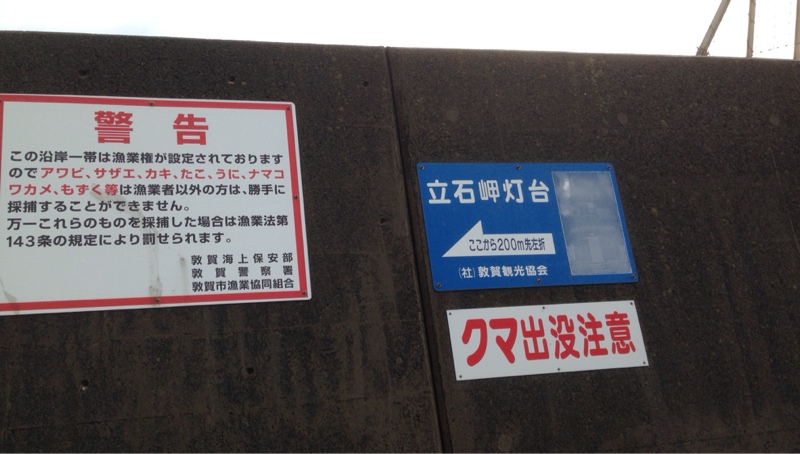 警告
この沿岸一帯は漁業権が設定されております
のでアワビ、サザエ、カキ、たこ、うに、ナマコ
ワカメ、もずく等は漁業者以外の方は、勝手に
採捕することができません。
万一これらのものを採捕した場合は漁業法第
143条の規定により罰せられます。
敦賀海上保安部
敦賀警察署
敦賀市漁業協同組合
立石岬灯台
ここから200m先左折
(社)敦賀観光協会
クマ出没注意